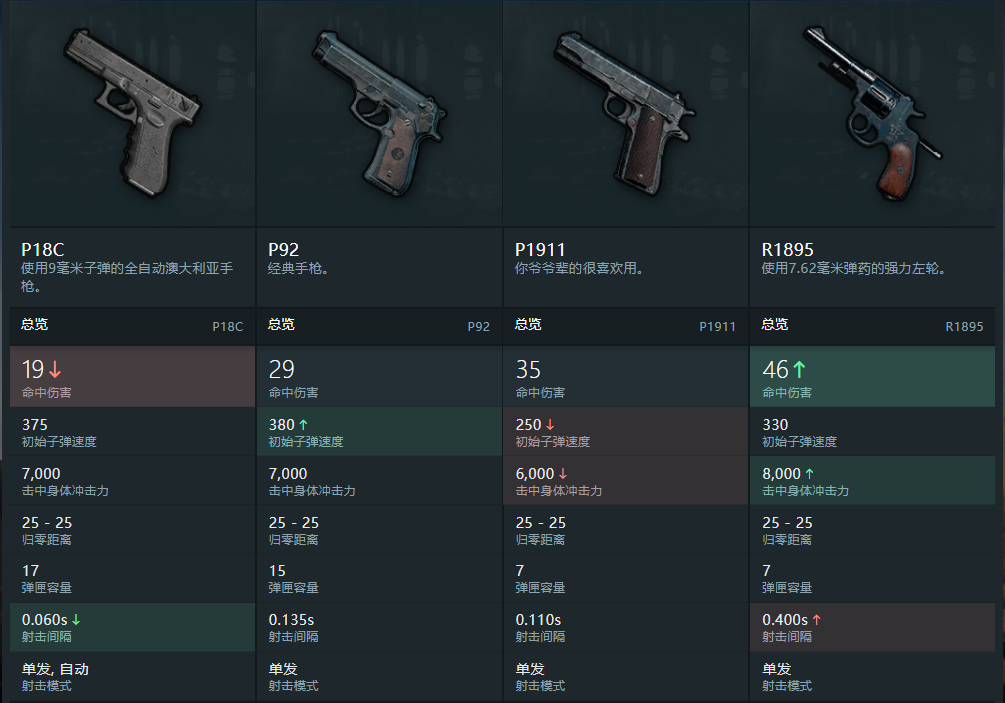 P18C
使用9毫米子弹的全自动澳大利亚手
枪。
P92
经典手枪。
P1911
你爷爷辈的很喜欢用。
R1895
使用7.62毫米弹药的强力左轮。
总览 P18C
总览 P92
总览 P1911
总览 R1895
19↓
命中伤害
29
命中伤害
35
命中伤害
46↑
命中伤害
375
初始子弹速度
380↑
初始子弹速度
250↓
初始子弹速度
330
初始子弹速度
7,000
击中身体冲击力
7,000
击中身体冲击力
6,000↓
击中身体冲击力
8,000↑
击中身体冲击力
25 - 25
归零距离
25 - 25
归零距离
25 - 25
归零距离
25 - 25
归零距离
17
弹匣容量
15
弹匣容量
7
弹匣容量
7
弹匣容量
0.060s↓
射击间隔
0.135s
射击间隔
0.110s
射击间隔
0.400s↑
射击间隔
单发, 自动
射击模式
单发
射击模式
单发
射击模式
单发
射击模式